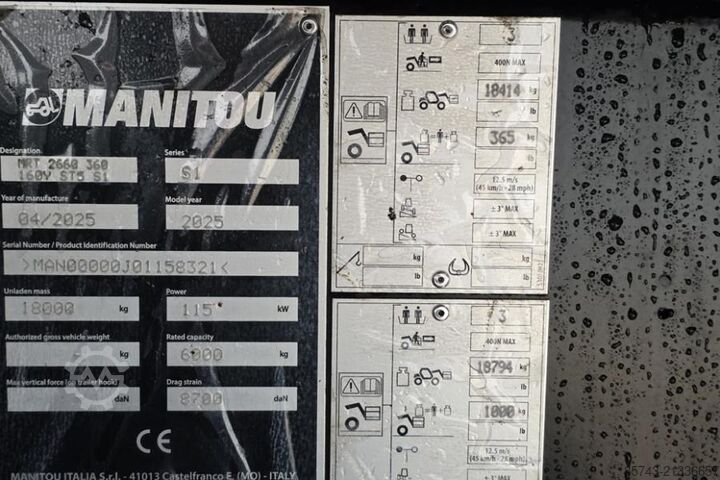 MANITOU
Designation
MRT 2660 360
160Y ST5 S1
Series
S1
Year of manufacture
04/2025
Model year
2025
Serial Number / Product Identification Number
>MAN00000J01158321<
Unladen mass
18000 kg
Power
115 kW
Authorized gross vehicle weight
kg
Rated capacity
6000 kg
Max vertical force (on trailer hook)
daN
Drag strain
8700 daN
CE
MANITOU ITALIA S.r.l. - 41013 Castelfranco E. (MO) - ITALY
3
400N MAX
18414 kg
lb
365 kg
lb
12.5 m/s
(45 km/h - 28 mph)
± 3° MAX
± 3° MAX
kg
kg
lb
lb
3
400N MAX
18794 kg
lb
1000 kg
lb
12.5 m/s
(45 km/h - 28 mph)
± 3° MAX